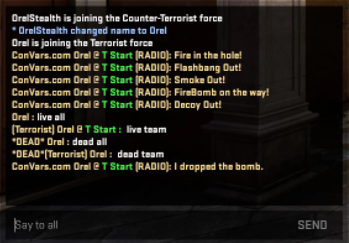 OrelStealth is joining the Counter-Terrorist force
* OrelStealth changed name to Orel
Orel is joining the Terrorist force
ConVars.com Orel @ T Start (RADIO): Fire in the hole!
ConVars.com Orel @ T Start (RADIO): Flashbang Out!
ConVars.com Orel @ T Start (RADIO): Smoke Out!
ConVars.com Orel @ T Start (RADIO): FireBomb on the way!
ConVars.com Orel @ T Start (RADIO): Decoy Out!
Orel : live all
(Terrorist) Orel @ T Start : live team
*DEAD* Orel : dead all
*DEAD*(Terrorist) Orel : dead team
ConVars.com Orel @ T Start (RADIO): I dropped the bomb.
Say to all
SEND